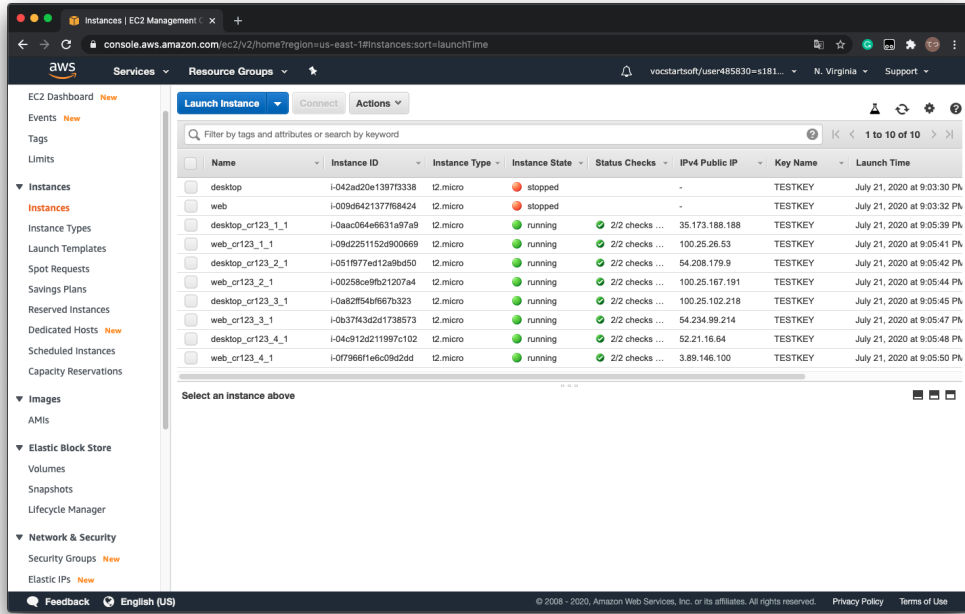 Instances | EC2 Management C
console.aws.amazon.com/ec2/v2/home?region=us-east-1#Instances:sort=launchTime
aws Services Resource Groups vocstartsoft/user485830=s181... N. Virginia Support
EC2 Dashboard New
Events New
Tags
Limits
Instances
Instances
Instance Types
Launch Templates
Spot Requests
Savings Plans
Reserved Instances
Dedicated Hosts New
Scheduled Instances
Capacity Reservations
Images
AMIs
Elastic Block Store
Volumes
Snapshots
Lifecycle Manager
Network & Security
Security Groups New
Elastic IPs New
Launch Instance Connect Actions
Filter by tags and attributes or search by keyword 1 to 10 of 10
Name Instance ID Instance Type Instance State Status Checks IPv4 Public IP Key Name Launch Time
desktop i-042ad20e1397f3338 t2.micro stopped - TESTKEY July 21, 2020 at 9:03:30 PM
web i-009d6421377f68424 t2.micro stopped - TESTKEY July 21, 2020 at 9:03:32 PM
desktop_cr123_1_1 i-0aac064e6631a97a9 t2.micro running 2/2 checks ... 35.173.188.188 TESTKEY July 21, 2020 at 9:05:39 PM
web_cr123_1_1 i-09d2251152d900669 t2.micro running 2/2 checks ... 100.25.26.53 TESTKEY July 21, 2020 at 9:05:41 PM
desktop_cr123_2_1 i-051f977ed12a9bd50 t2.micro running 2/2 checks ... 54.208.179.9 TESTKEY July 21, 2020 at 9:05:42 PM
web_cr123_2_1 i-00258ce9fb21207a4 t2.micro running 2/2 checks ... 100.25.167.191 TESTKEY July 21, 2020 at 9:05:44 PM
desktop_cr123_3_1 i-0a82ff54bf667b323 t2.micro running 2/2 checks ... 100.25.102.218 TESTKEY July 21, 2020 at 9:05:45 PM
web_cr123_3_1 i-0b37f43d2d1738573 t2.micro running 2/2 checks ... 54.234.99.214 TESTKEY July 21, 2020 at 9:05:47 PM
desktop_cr123_4_1 i-04c912d211997c102 t2.micro running 2/2 checks ... 52.21.16.64 TESTKEY July 21, 2020 at 9:05:48 PM
web_cr123_4_1 i-0f7966f1e6c09d2dd t2.micro running 2/2 checks ... 3.89.146.100 TESTKEY July 21, 2020 at 9:05:50 PM
Select an instance above
Feedback English (US) © 2008 - 2020, Amazon Web Services, Inc. or its affiliates. All rights reserved. Privacy Policy Terms of Use